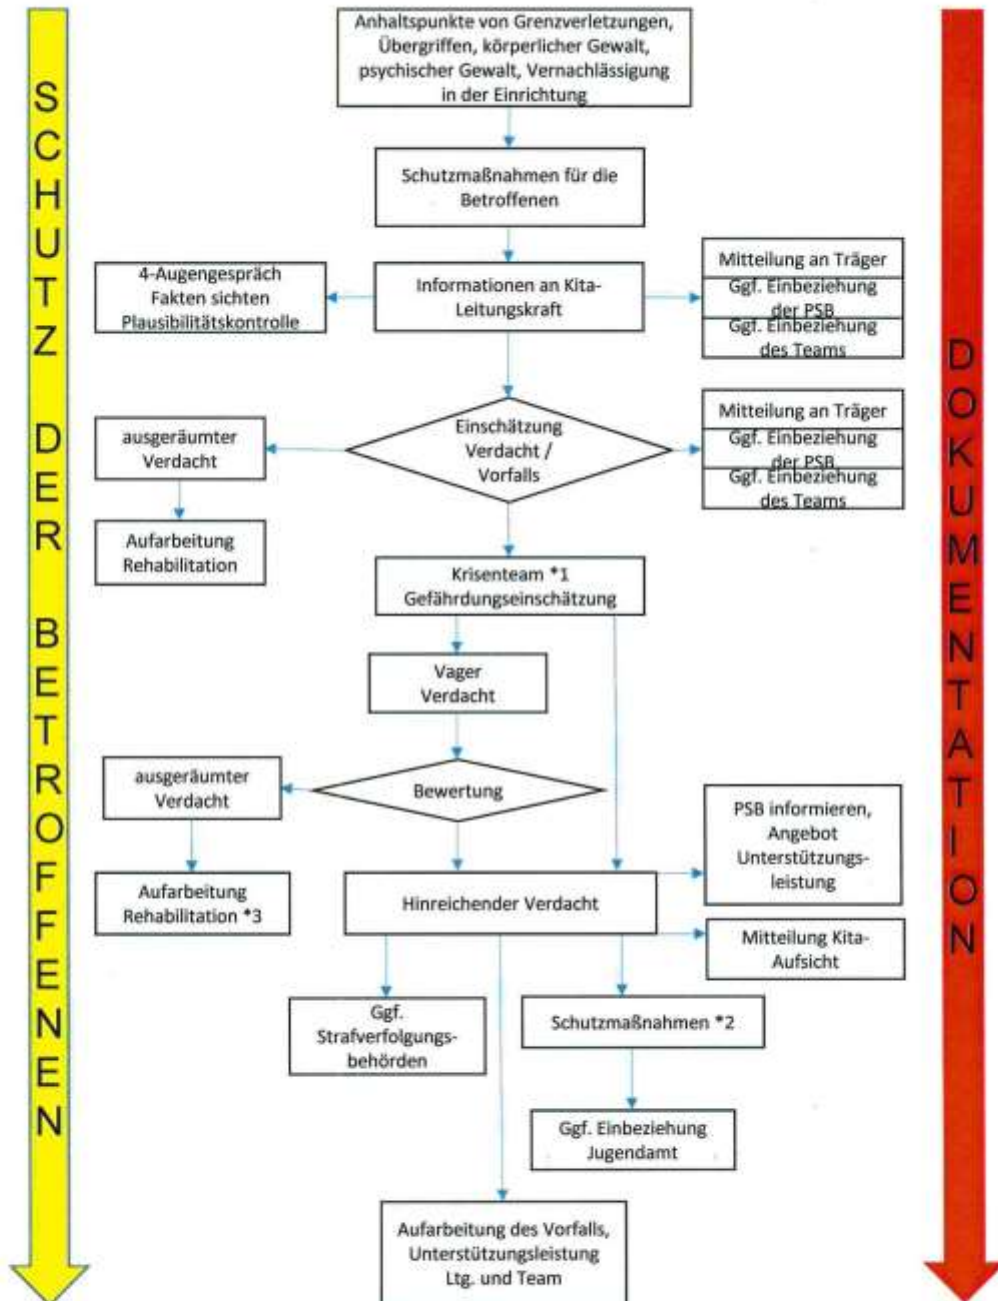 Anhaltspunkte von Grenzverletzungen,
Übergriffen, körperlicher Gewalt,
psychischer Gewalt, Vernachlässigung
in der Einrichtung
Schutzmaßnahmen für die
Betroffenen
4-Augengespräch
Fakten sichten
Plausibilitätskontrolle
Informationen an Kita-
Leitungskraft
Mitteilung an Träger
Ggf. Einbeziehung
der PSB
Ggf. Einbeziehung
des Teams
ausgeräumter
Verdacht
Einschätzung
Verdacht /
Vorfalls
Mitteilung an Träger
Ggf. Einbeziehung
der PSB
Ggf. Einbeziehung
des Teams
Aufarbeitung
Rehabilitation
Krisenteam *1
Gefährdungseinschätzung
Vager
Verdacht
ausgeräumter
Verdacht
Bewertung
PSB informieren,
Angebot
Unterstützungs-
leistung
Aufarbeitung
Rehabilitation *3
Hinreichender Verdacht
Mitteilung Kita-
Aufsicht
Ggf.
Strafverfolgungs-
behörden
Schutzmaßnahmen *2
Ggf. Einbeziehung
Jugendamt
Aufarbeitung des Vorfalls,
Unterstützungsleistung
Ltg. und Team
SCHUTZ DER BETROFFENEN
DOKUMENTATION